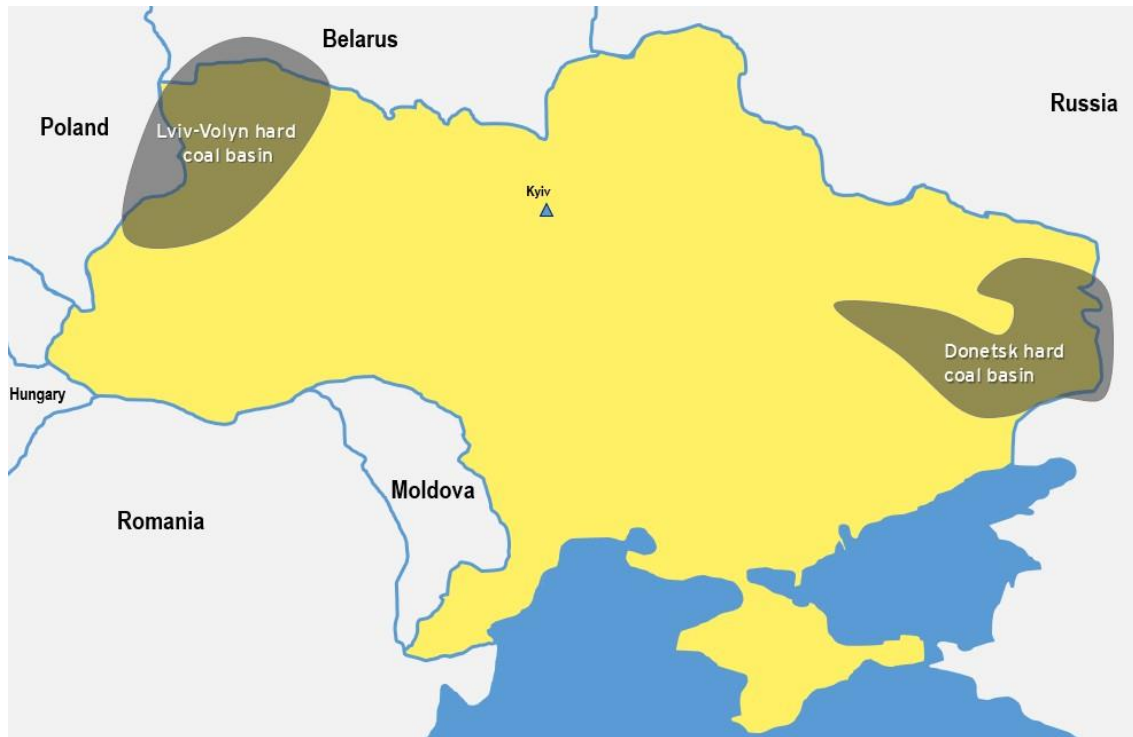 Belarus
Russia
Poland
Lviv-Volyn hard
coal basin
Kyiv
Donetsk hard
coal basin
Hungary
Moldova
Romania